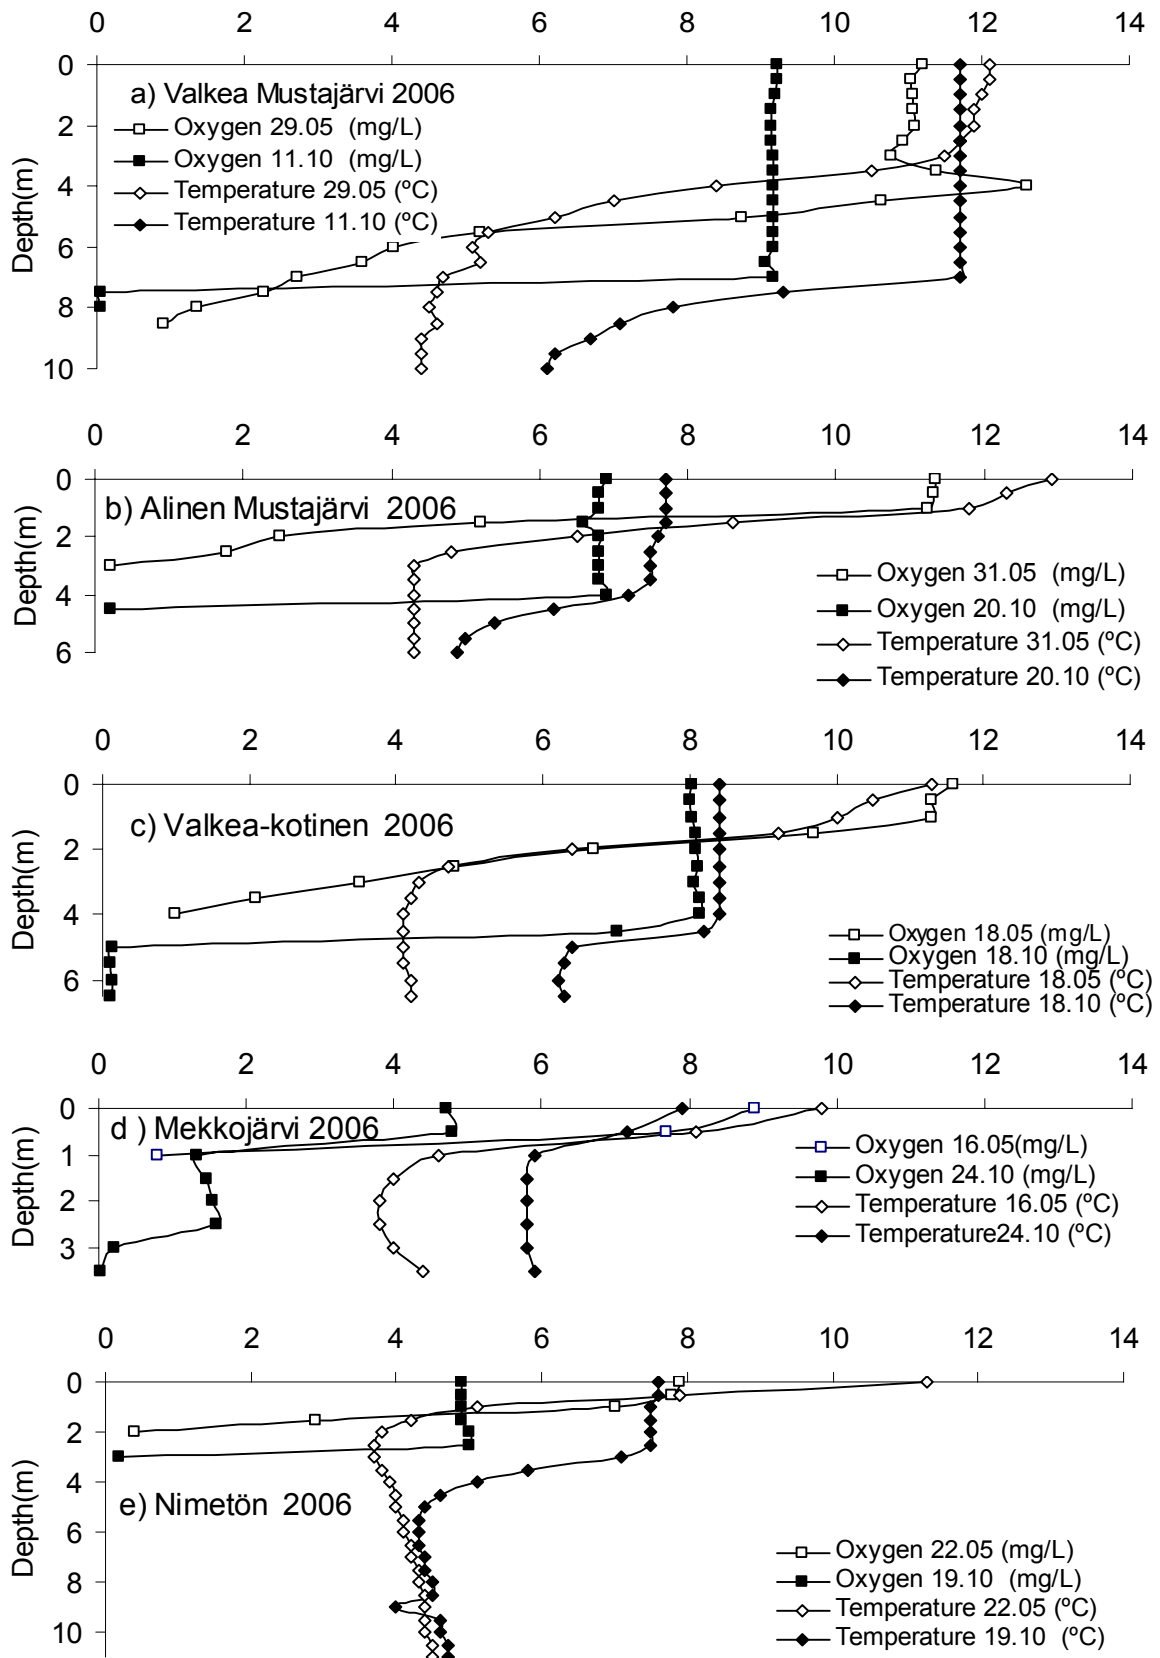 0 2 4 6 8 10 12 14
0
2
4
6
8
10
Depth(m)
a) Valkea Mustajärvi 2006
Oxygen 29.05 (mg/L)
Oxygen 11.10 (mg/L)
Temperature 29.05 (ºC)
Temperature 11.10 (ºC)
0 2 4 6 8 10 12 14
0
2
4
6
Depth(m)
b) Alinen Mustajärvi 2006
Oxygen 31.05 (mg/L)
Oxygen 20.10 (mg/L)
Temperature 31.05 (ºC)
Temperature 20.10 (ºC)
0 2 4 6 8 10 12 14
0
2
4
6
Depth(m)
c) Valkea-kotinen 2006
Oxygen 18.05 (mg/L)
Oxygen 18.10 (mg/L)
Temperature 18.05 (ºC)
Temperature 18.10 (ºC)
0 2 4 6 8 10 12 14
0
1
2
3
Depth(m)
d ) Mekkojärvi 2006
Oxygen 16.05(mg/L)
Oxygen 24.10 (mg/L)
Temperature 16.05 (ºC)
Temperature24.10 (ºC)
0 2 4 6 8 10 12 14
0
2
4
6
8
10
Depth(m)
e) Nimetön 2006
Oxygen 22.05 (mg/L)
Oxygen 19.10 (mg/L)
Temperature 22.05 (ºC)
Temperature 19.10 (ºC)